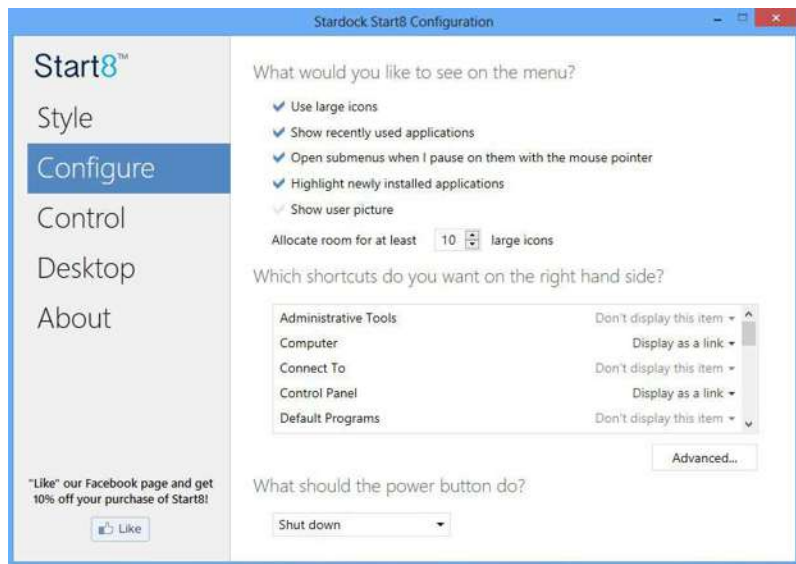 Stardock Start8 Configuration
Start8™
Style
Configure
Control
Desktop
About
"Like" our Facebook page and get
10% off your purchase of Start8!
Like
What would you like to see on the menu?
Use large icons
Show recently used applications
Open submenus when I pause on them with the mouse pointer
Highlight newly installed applications
Show user picture
Allocate room for at least 10 large icons
Which shortcuts do you want on the right hand side?
Administrative Tools Don't display this item
Computer Display as a link
Connect To Don't display this item
Control Panel Display as a link
Default Programs Don't display this item
Advanced...
What should the power button do?
Shut down